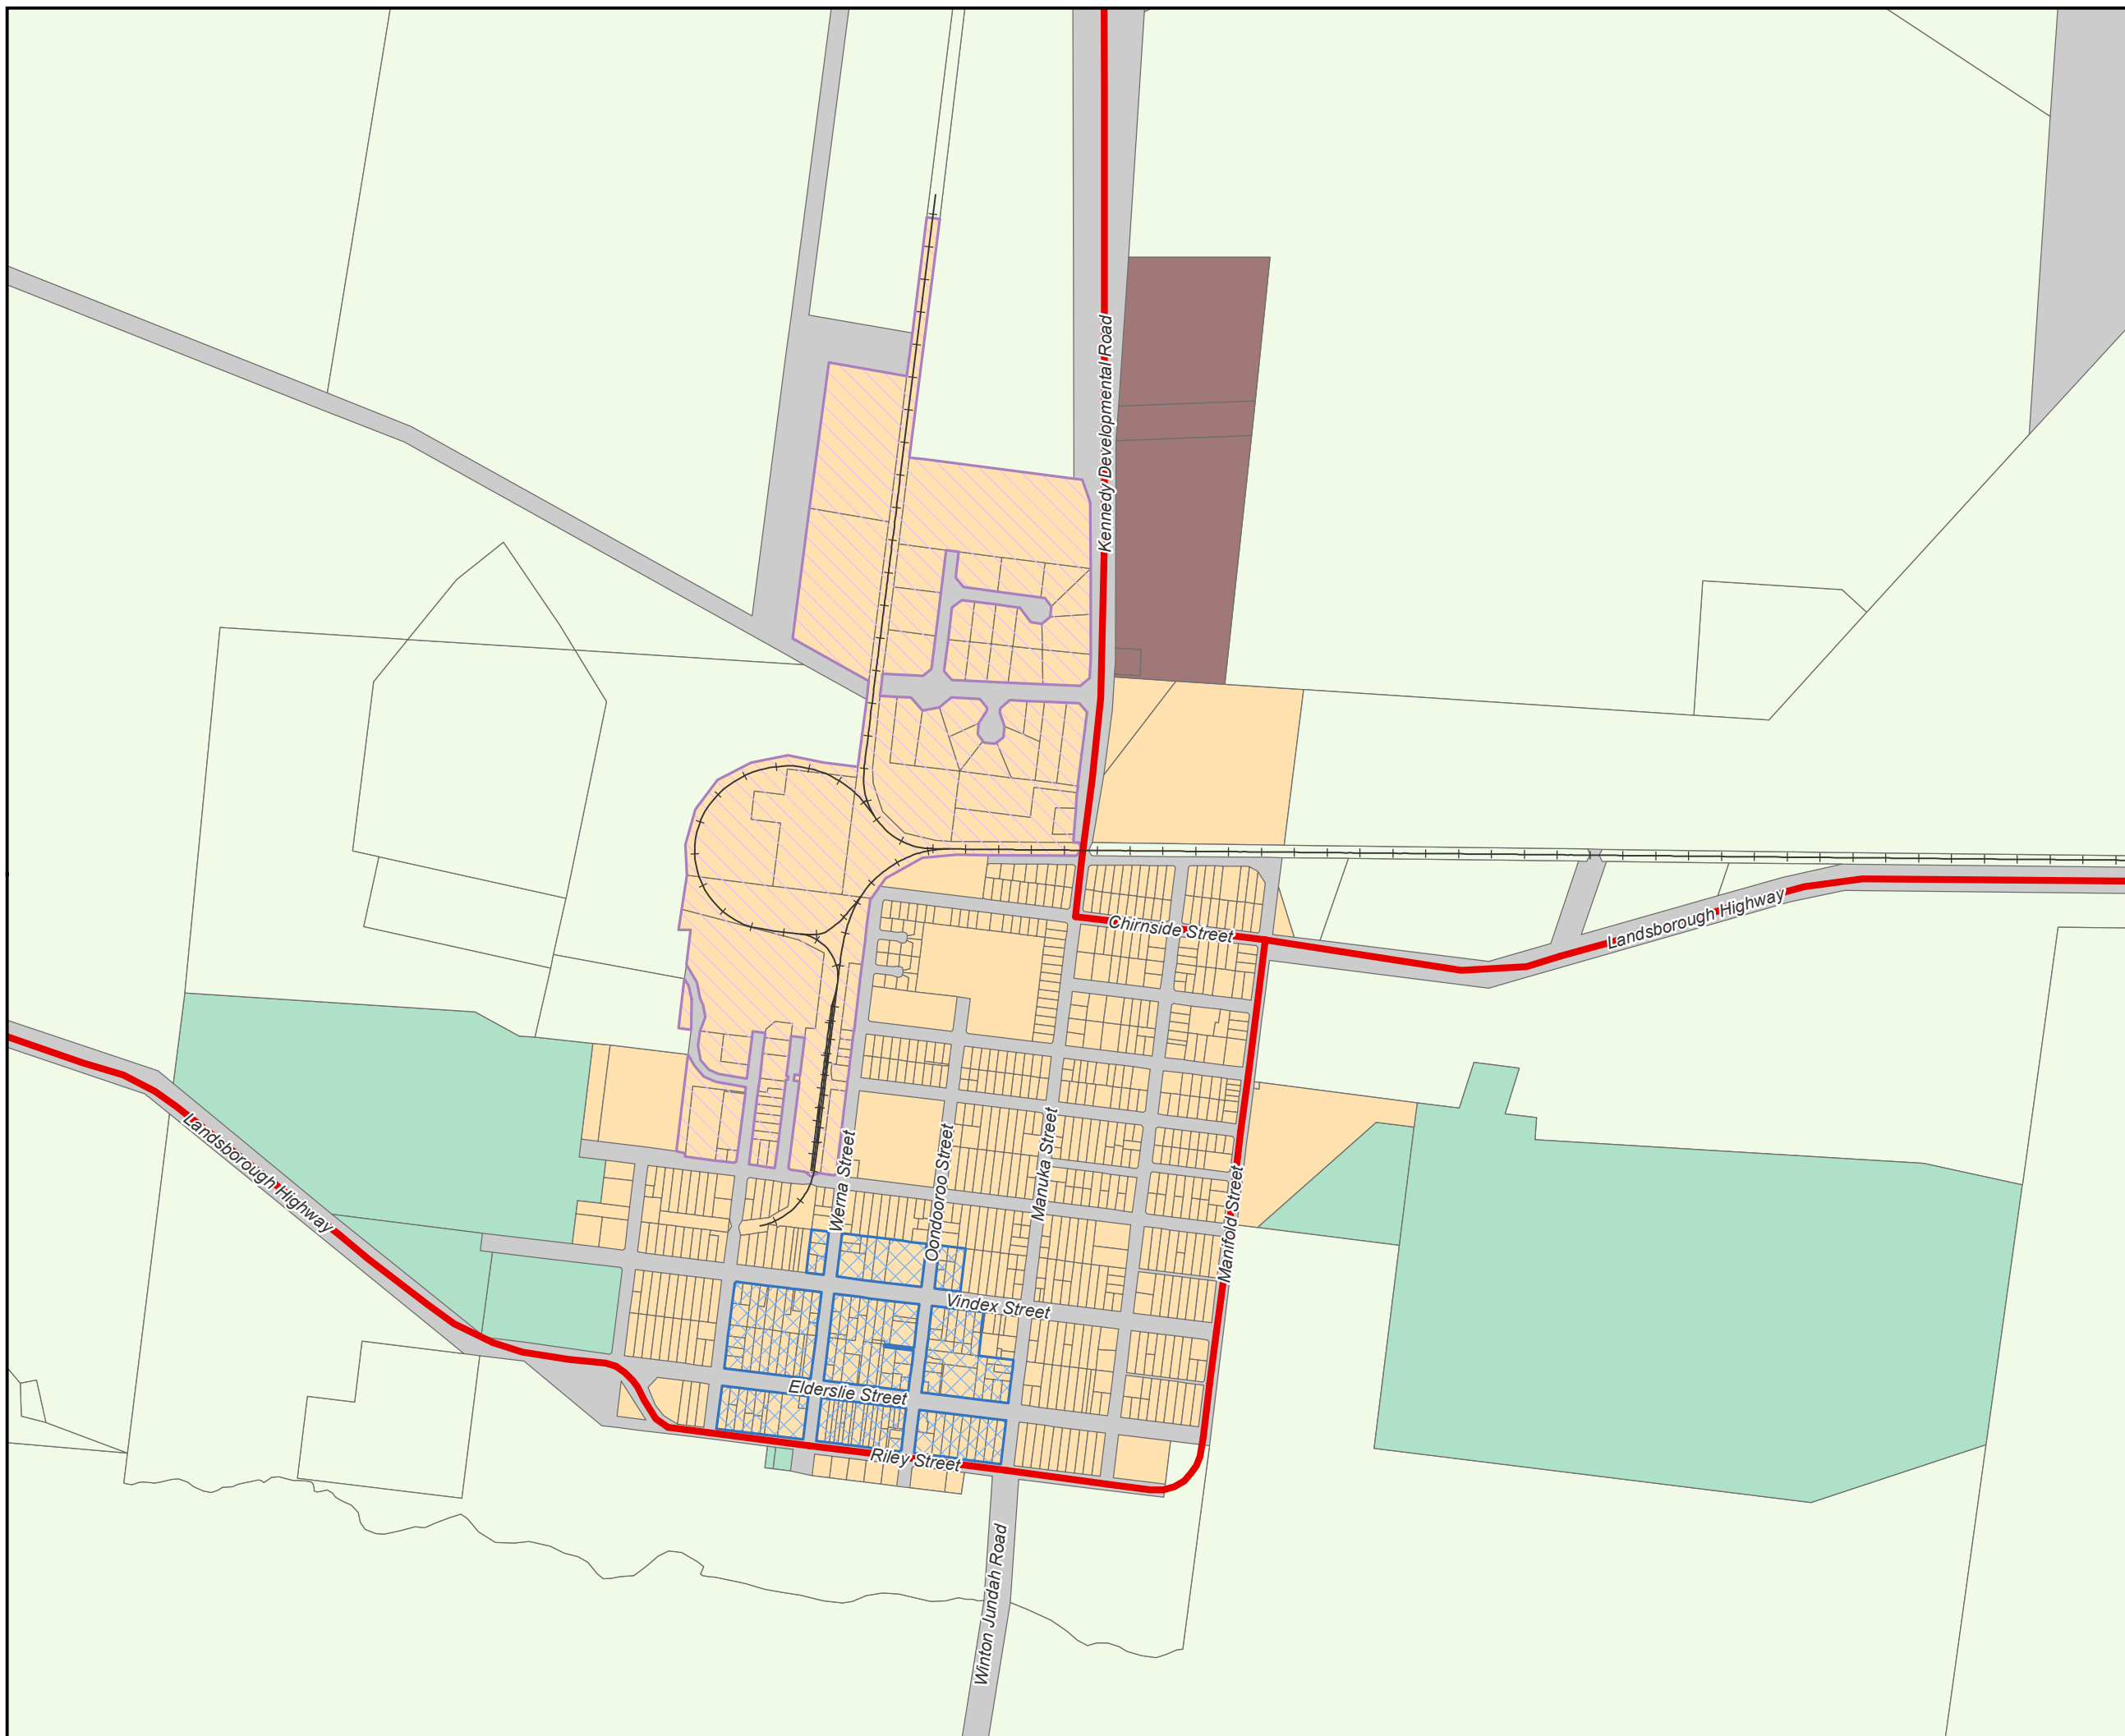 Kennedy Developmental Road
Chirnside Street
Landsborough Highway
Landsborough Highway
Werna Street
Oondooroo Street
Manuka Street
Manifold Street
Vindex Street
Elderslie Street
Riley Street
Winton Jundah Road